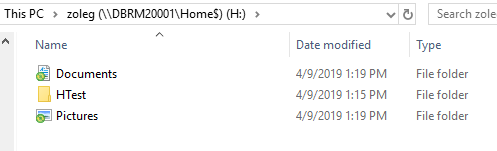 This PC > zoleg (\\DBRM20001\Home$) (H:) > Search zole
Name Date modified Type
Documents 4/9/2019 1:19 PM File folder
HTest 4/9/2019 1:15 PM File folder
Pictures 4/9/2019 1:19 PM File folder